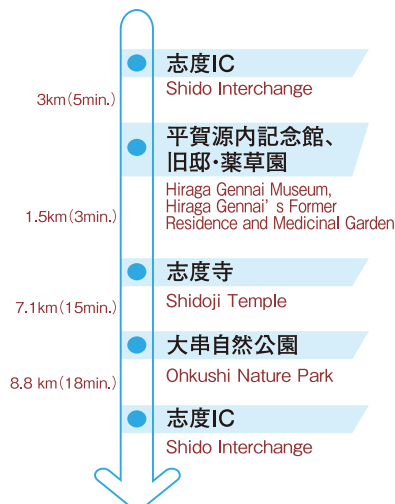 志度IC
Shido Interchange
3km(5min.)
平賀源内記念館、
旧邸・薬草園
Hiraga Gennai Museum,
Hiraga Gennai’s Former
Residence and Medicinal Garden
1.5km(3min.)
志度寺
Shidoji Temple
7.1km(15min.)
大串自然公園
Ohkushi Nature Park
8.8 km(18min.)
志度IC
Shido Interchange